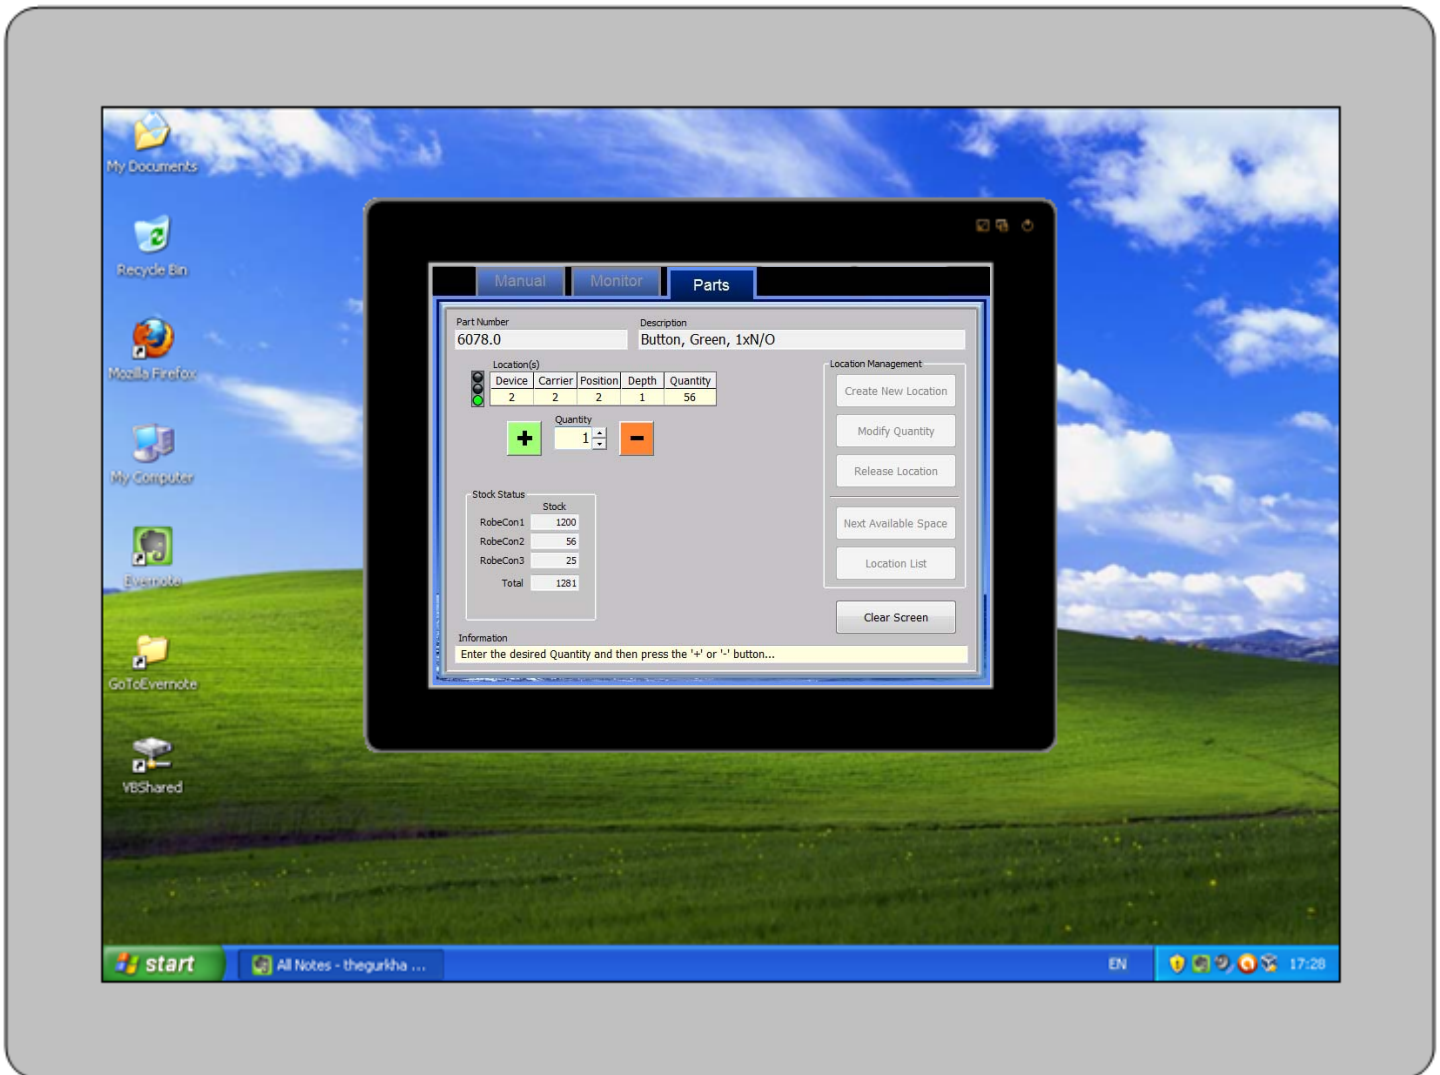 My Documents
Recycle Bin
Mozilla Firefox
My Computer
Evernote
GoToEvernote
VBShared
Manual Monitor Parts
Part Number Description
6078.0 Button, Green, 1xN/O
Location(s)
Device Carrier Position Depth Quantity
2 2 2 1 56
Quantity
+ 1 -
Stock Status
Stock
RobeCon1 1200
RobeCon2 56
RobeCon3 25
Total 1281
Location Management
Create New Location
Modify Quantity
Release Location
Next Available Space
Location List
Clear Screen
Information
Enter the desired Quantity and then press the '+' or '-' button...
start All Notes - thegurkha ... EN 17:28